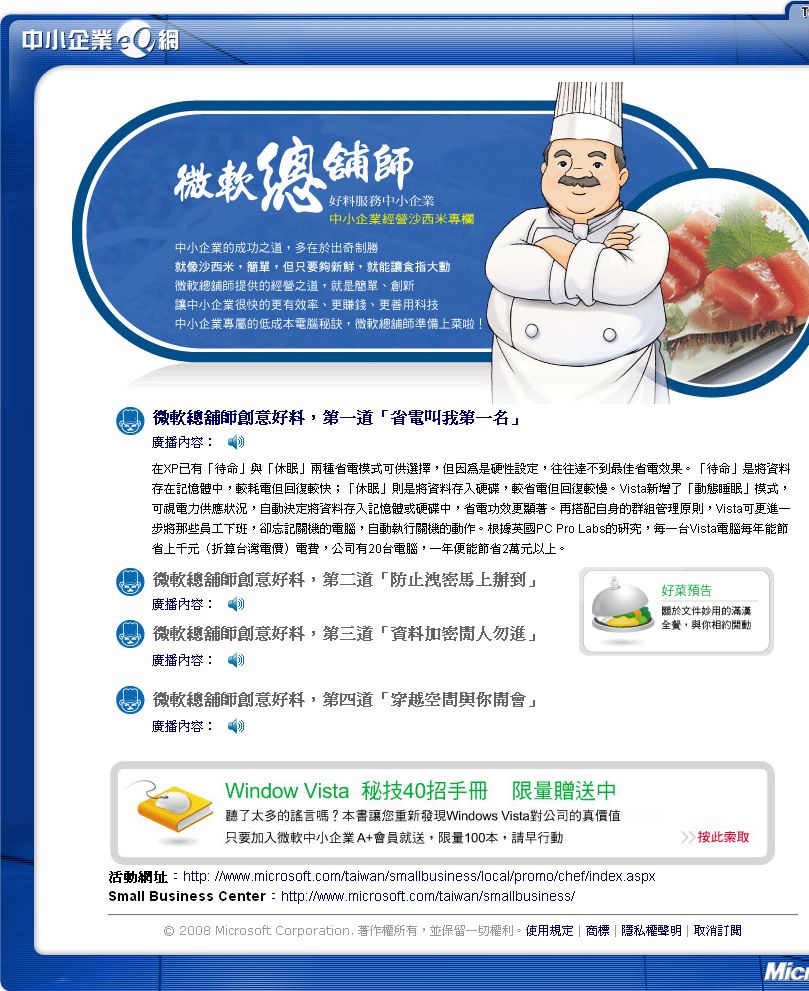 中小企業eQ網
微軟總舖師
好料服務中小企業
中小企業經營沙西米專欄
中小企業的成功之道，多在於出奇制勝
就像沙西米，簡單，但只要夠新鮮，就能讓食指大動
微軟總舖師提供的經營之道，就是簡單、創新
讓中小企業很快的更有效率、更賺錢、更善用科技
中小企業專屬的低成本電腦秘訣，微軟總舖師準備上菜啦！
微軟總舖師創意好料，第一道「省電叫我第一名」
廣播內容：
在XP已有「待命」與「休眠」兩種省電模式可供選擇，但因為是硬性設定，往往達不到最佳省電效果。「待命」是將資料
存在記憶體中，較耗電但回復較快；「休眠」則是將資料存入硬碟，較省電但回復較慢。Vista新增了「動態睡眠」模式，
可視電力供應狀況，自動決定將資料存入記憶體或硬碟中，省電功效更顯著。再搭配自身的群組管理原則，Vista可更進一
步將那些員工下班，卻忘記關機的電腦，自動執行關機的動作。根據英國PC Pro Labs的研究，每一台Vista電腦每年能節
省上千元（折算台灣電價）電費，公司有20台電腦，一年便能節省2萬元以上。
微軟總舖師創意好料，第二道「防止洩密馬上辦到」
廣播內容：
好菜預告
關於文件妙用的滿漢
全餐，與你相約開動
微軟總舖師創意好料，第三道「資料加密閒人勿進」
廣播內容：
微軟總舖師創意好料，第四道「穿越空間與你開會」
廣播內容：
Window Vista 秘技40招手冊 限量贈送中
聽了太多的謠言嗎？本書讓您重新發現Windows Vista對公司的真價值
只要加入微軟中小企業 A+會員就送，限量100本，請早行動
>>按此索取
活動網址：http: //www.microsoft.com/taiwan/smallbusiness/local/promo/chef/index.aspx
Small Business Center：http://www.microsoft.com/taiwan/smallbusiness/
© 2008 Microsoft Corporation. 著作權所有，並保留一切權利。使用規定 | 商標 | 隱私權聲明 | 取消訂閱
Micr